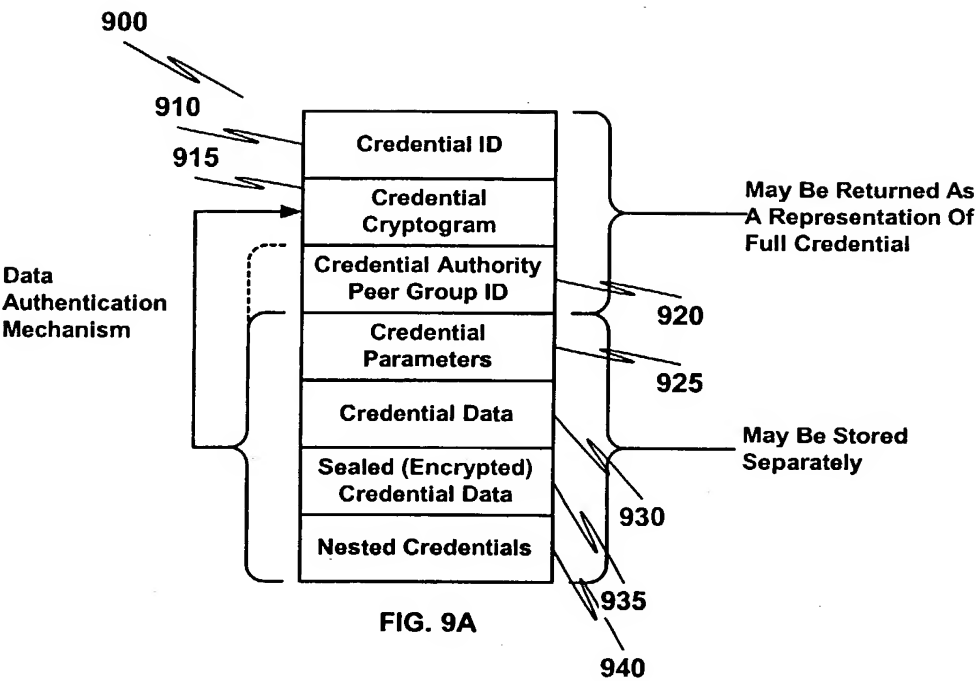 900
910
915
Credential ID
Credential
Cryptogram
Credential Authority
Peer Group ID
Credential
Parameters
Credential Data
Sealed (Encrypted)
Credential Data
Nested Credentials
Data
Authentication
Mechanism
May Be Returned As
A Representation Of
Full Credential
920
925
May Be Stored
Separately
930
935
940
FIG. 9A